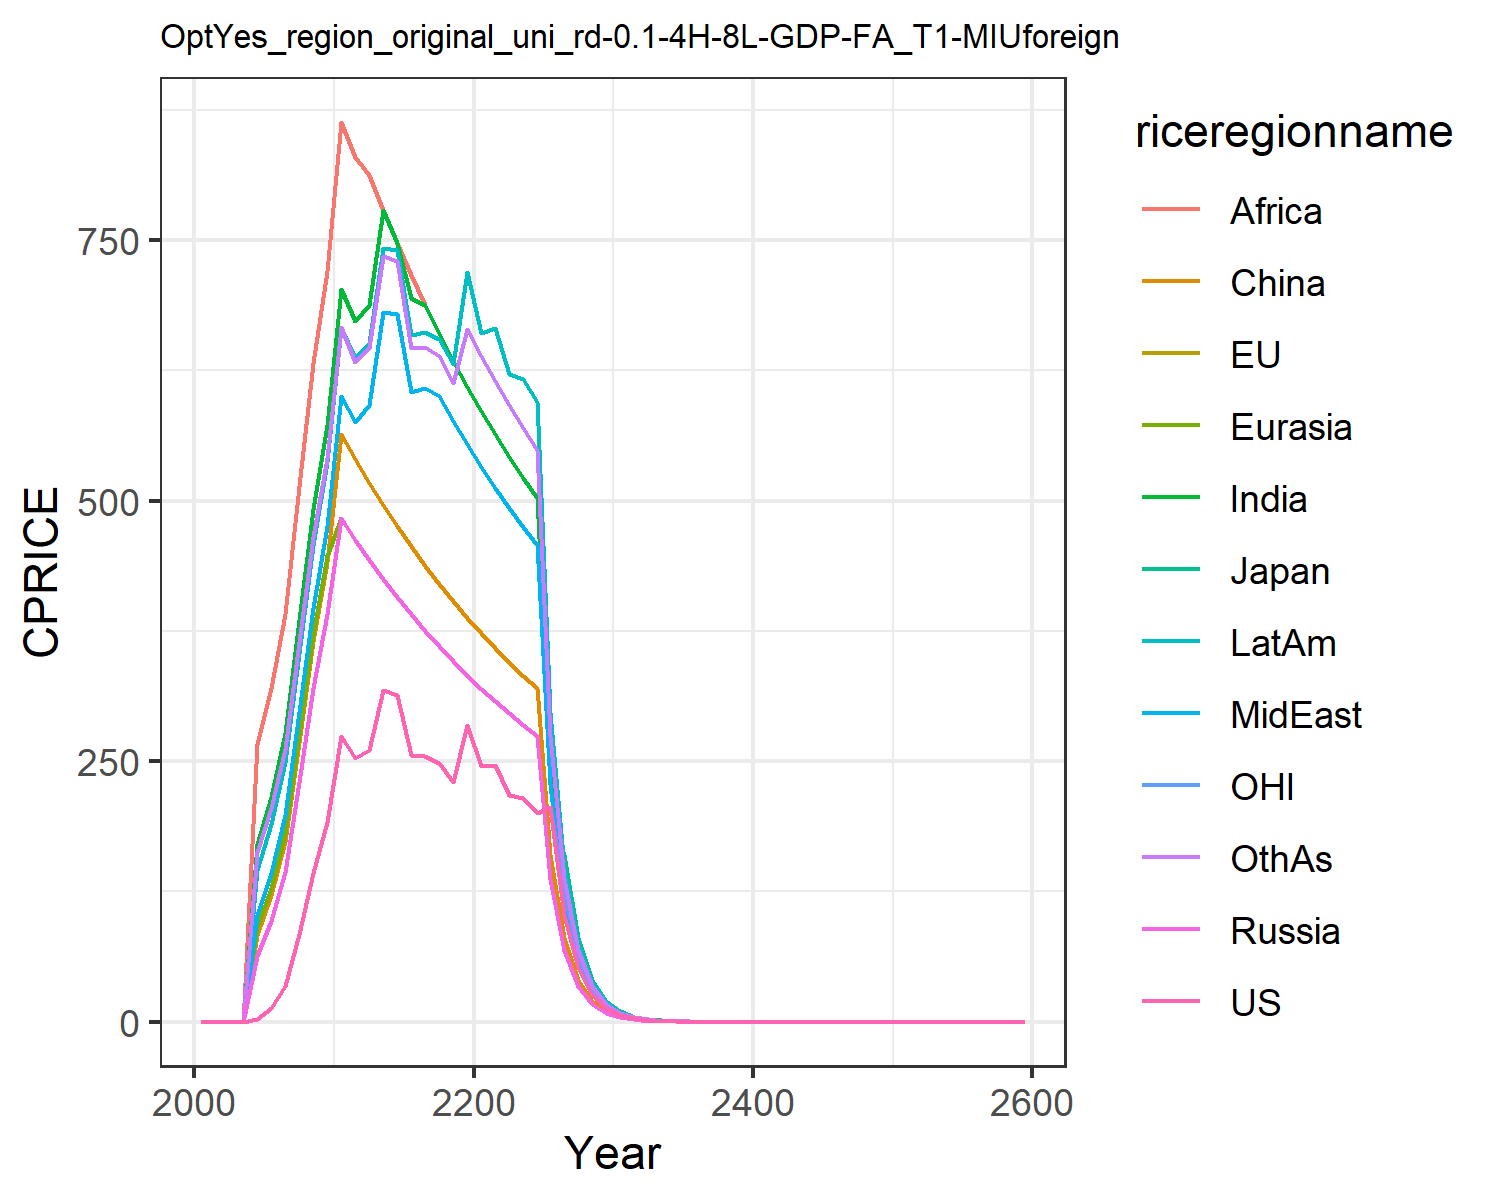 OptYes_region_original_uni_rd-0.1-4H-8L-GDP-FA_T1-MIUforeign
riceregionname
Africa
China
EU
Eurasia
India
Japan
LatAm
MidEast
OHI
OthAs
Russia
US
CPRICE
750
500
250
0
2000
2200
2400
2600
Year